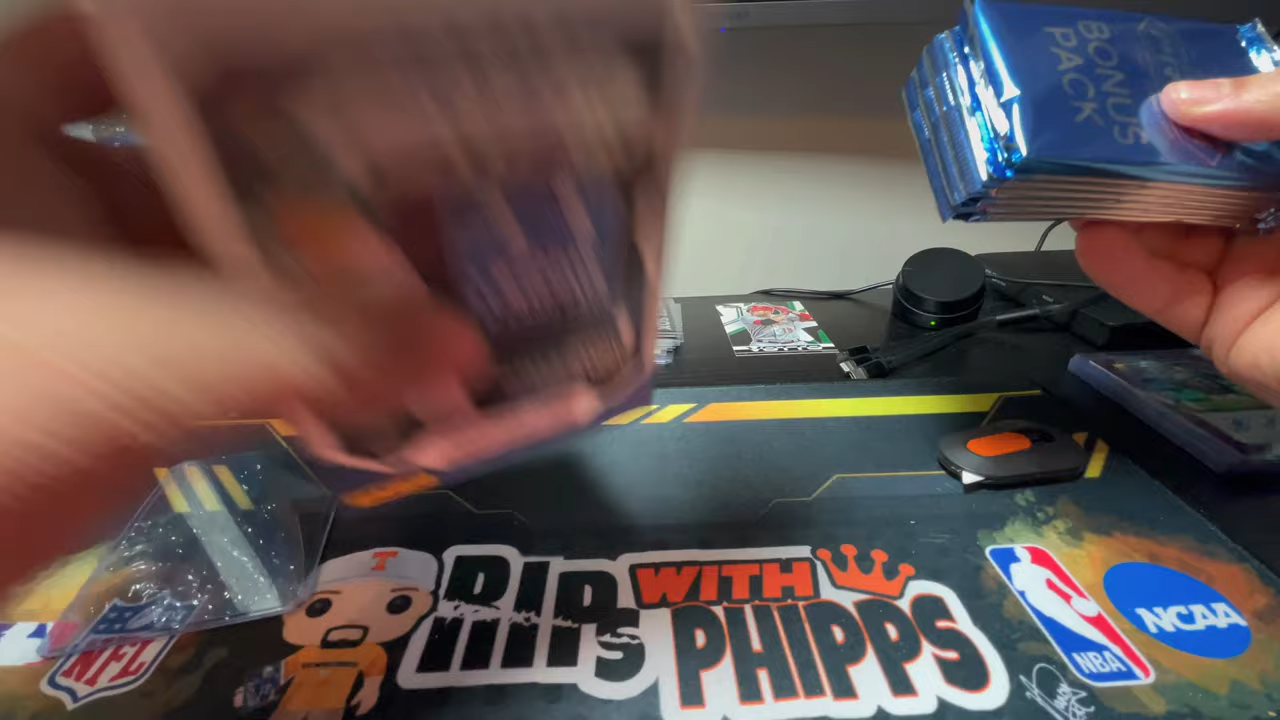 BONUS
PACK
T
RIPS
WITH
PHIPPS
NFL
NBA
NCAA